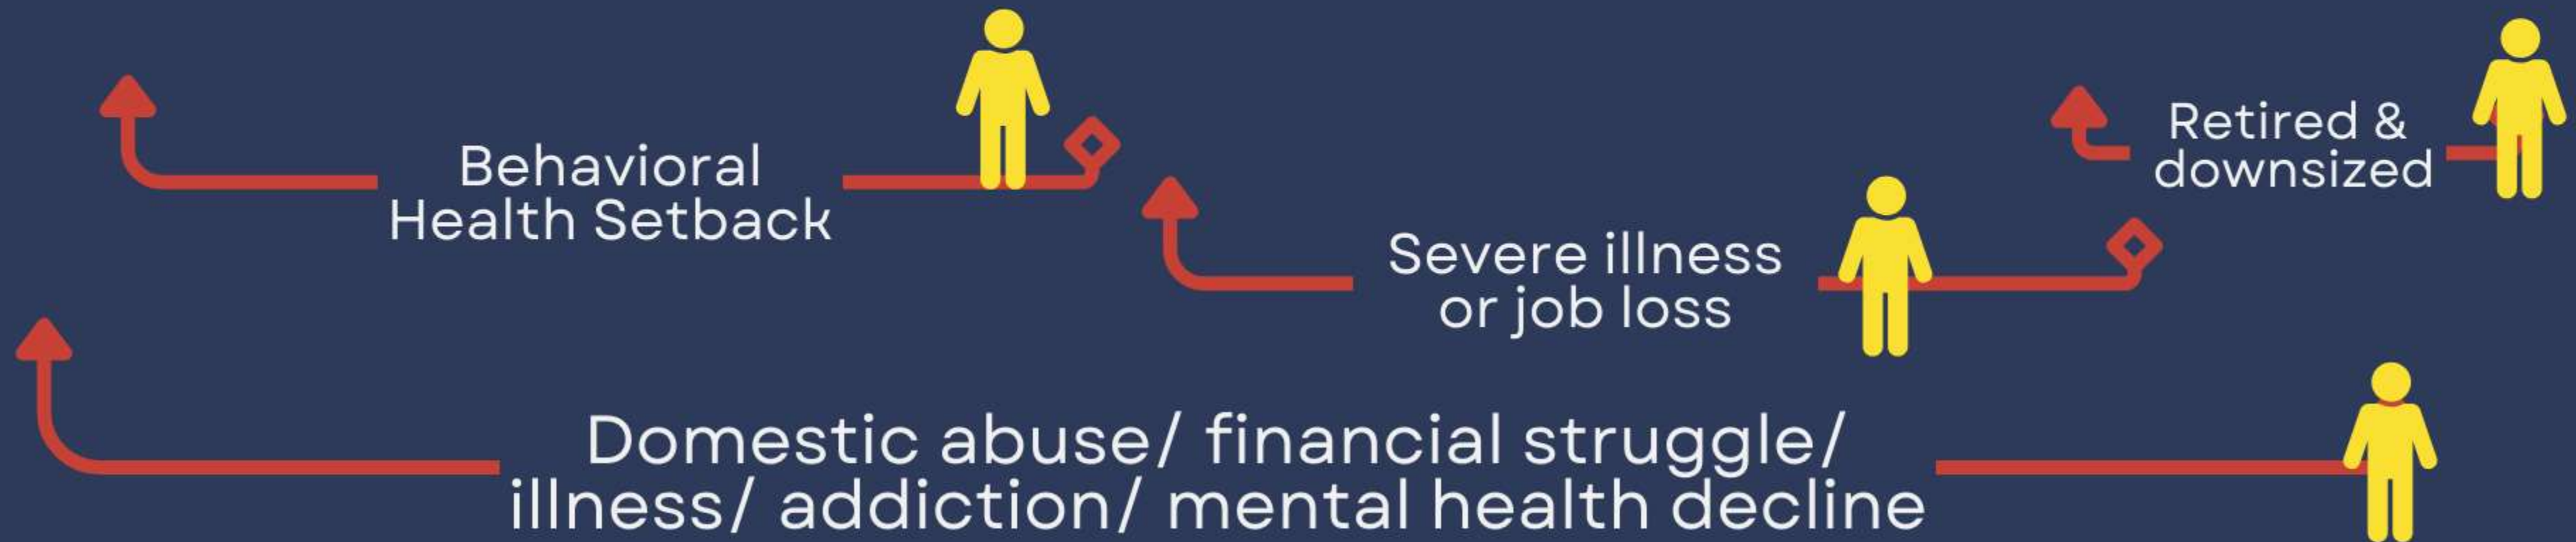 Behavioral
Health Setback
Retired &
downsized
Severe illness
or job loss
Domestic abuse/ financial struggle/
illness/ addiction/ mental health decline